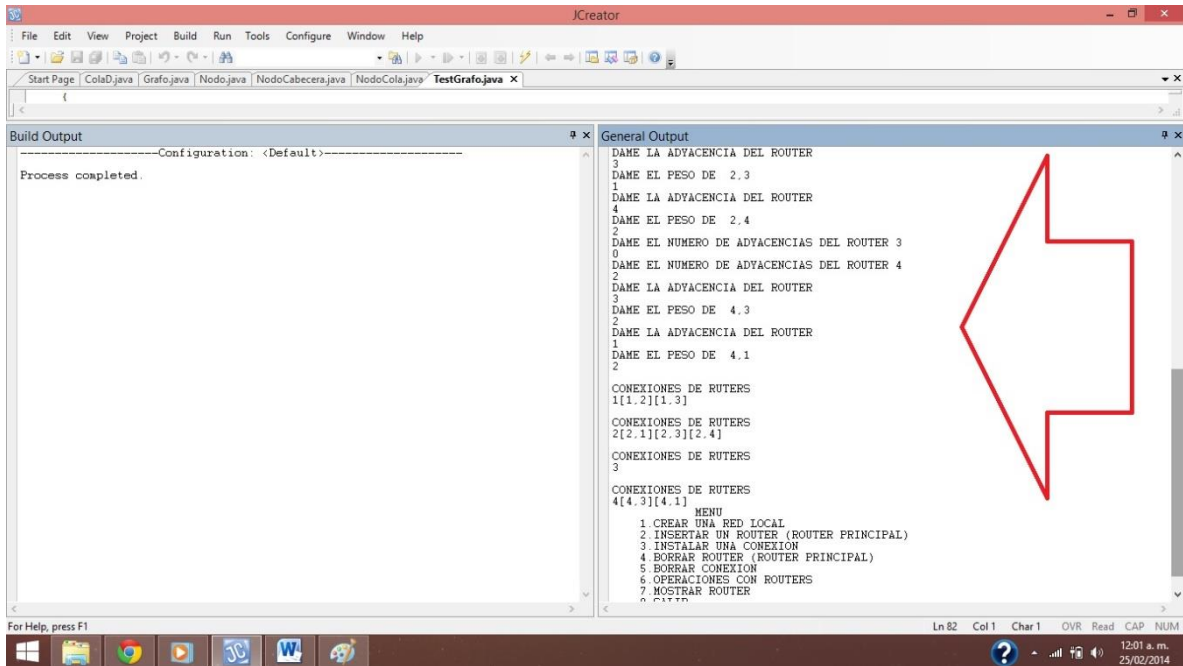 JCreator
File Edit View Project Build Run Tools Configure Window Help
Start Page ColaD.java Grafo.java Nodo.java NodoCabecera.java NodoCola.java TestGrafo.java
{
Build Output
--------------------Configuration: <Default>--------------------
Process completed.
General Output
DAME LA ADYACENCIA DEL ROUTER
3
DAME EL PESO DE 2,3
1
DAME LA ADYACENCIA DEL ROUTER
4
DAME EL PESO DE 2,4
2
DAME EL NUMERO DE ADYACENCIAS DEL ROUTER 3
0
DAME EL NUMERO DE ADYACENCIAS DEL ROUTER 4
2
DAME LA ADYACENCIA DEL ROUTER
3
DAME EL PESO DE 4,3
2
DAME LA ADYACENCIA DEL ROUTER
1
DAME EL PESO DE 4,1
2
CONEXIONES DE RUTERS
1[1,2][1,3]
CONEXIONES DE RUTERS
2[2,1][2,3][2,4]
CONEXIONES DE RUTERS
3
CONEXIONES DE RUTERS
4[4,3][4,1]
MENU
1.CREAR UNA RED LOCAL
2.INSERTAR UN ROUTER (ROUTER PRINCIPAL)
3.INSTALAR UNA CONEXION
4.BORRAR ROUTER (ROUTER PRINCIPAL)
5.BORRAR CONEXION
6.OPERACIONES CON ROUTERS
7.MOSTRAR ROUTER
For Help, press F1
Ln 82 Col 1 Char 1 OVR Read CAP NUM
12:01 a. m.
25/02/2014